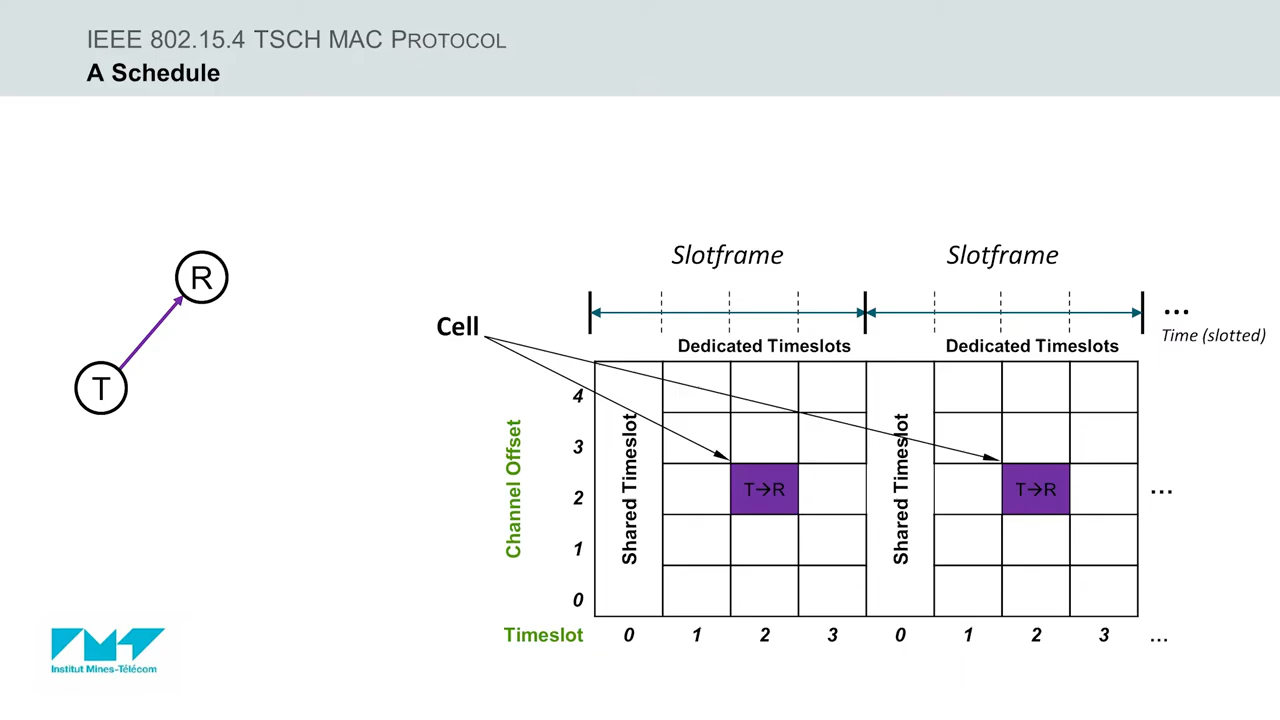 IEEE 802.15.4 TSCH MAC PROTOCOL
A Schedule
R
T
Slotframe Slotframe
...
Time (slotted)
Cell
Dedicated Timeslots Dedicated Timeslots
Channel Offset
4
3
2
1
0
Shared Timeslot
T→R
Shared Timeslot
T→R
...
Timeslot 0 1 2 3 0 1 2 3 ...
Institut Mines-Télécom